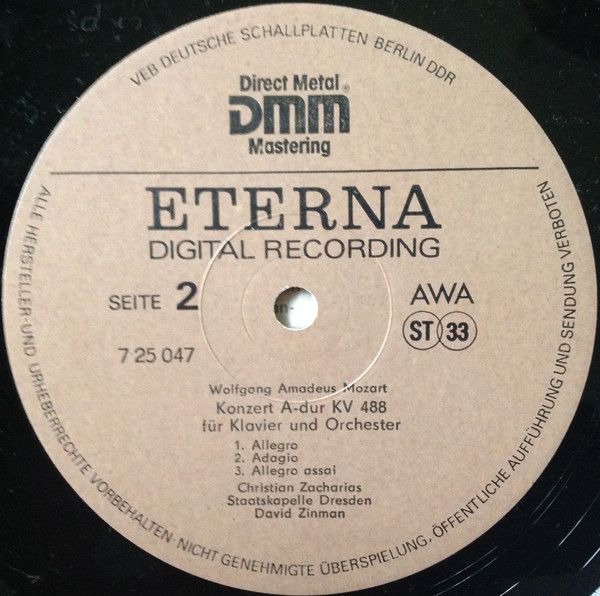 VEB DEUTSCHE SCHALLPLATTEN BERLIN DDR
Direct Metal
DMM®
Mastering
ETERNA
DIGITAL RECORDING
SEITE 2
AWA
ST 33
7 25 047
Wolfgang Amadeus Mozart
Konzert A-dur KV 488
für Klavier und Orchester
1. Allegro
2. Adagio
3. Allegro assai
Christian Zacharias
Staatskapelle Dresden
David Zinman
ALLE HERSTELLER- UND URHEBERRECHTE VORBEHALTEN · NICHT GENEHMIGTE ÜBERSPIELUNG, ÖFFENTLICHE AUFFÜHRUNG UND SENDUNG VERBOTEN